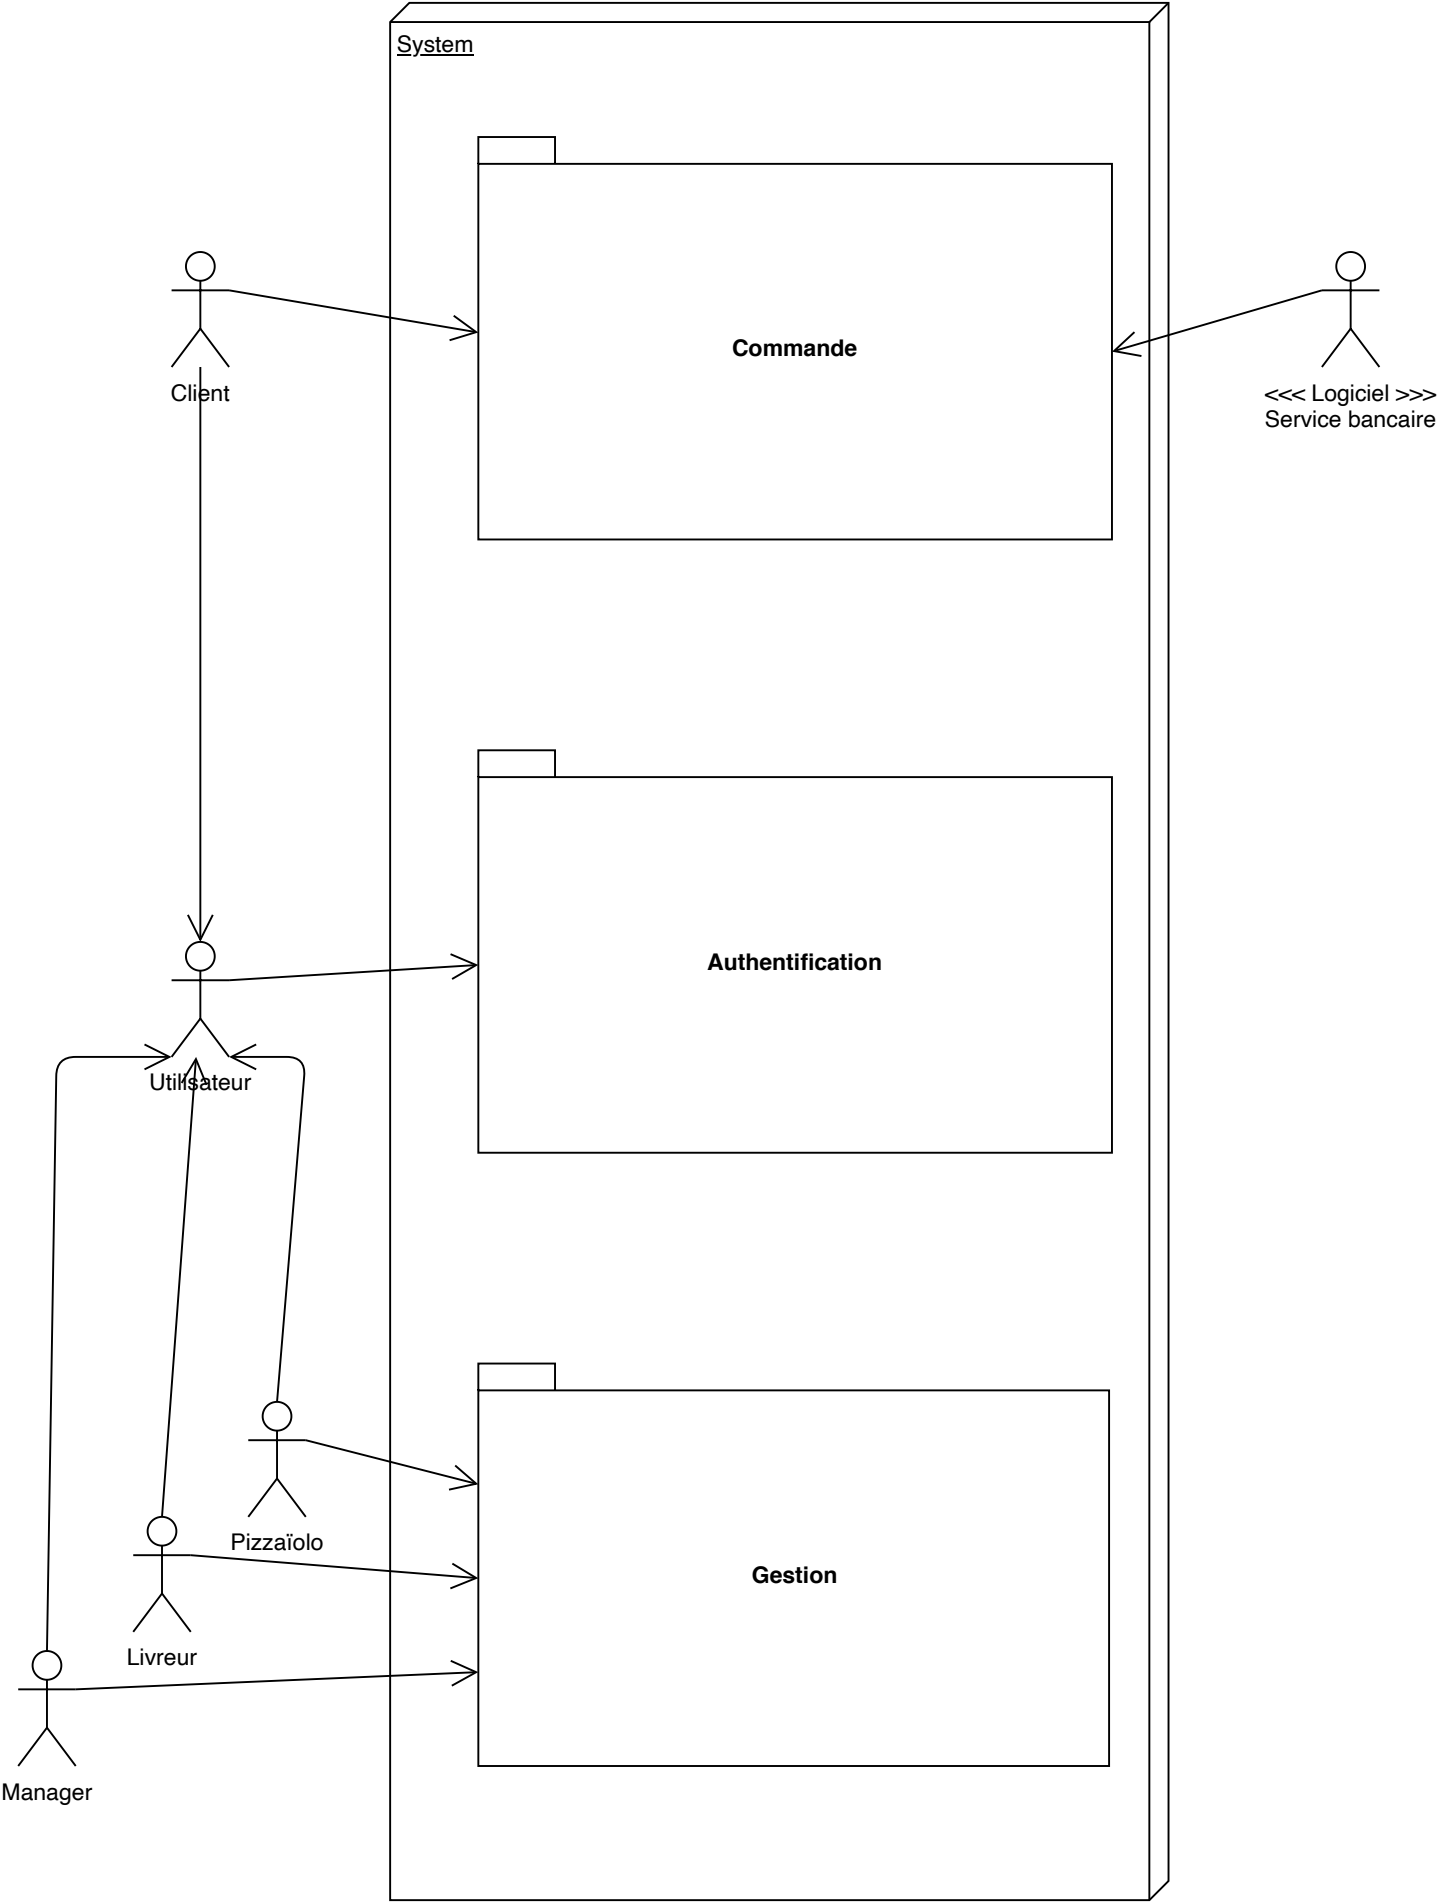 System
Commande
Client
<<< Logiciel >>>
Service bancaire
Authentification
Utilisateur
Pizzaïolo
Gestion
Livreur
Manager